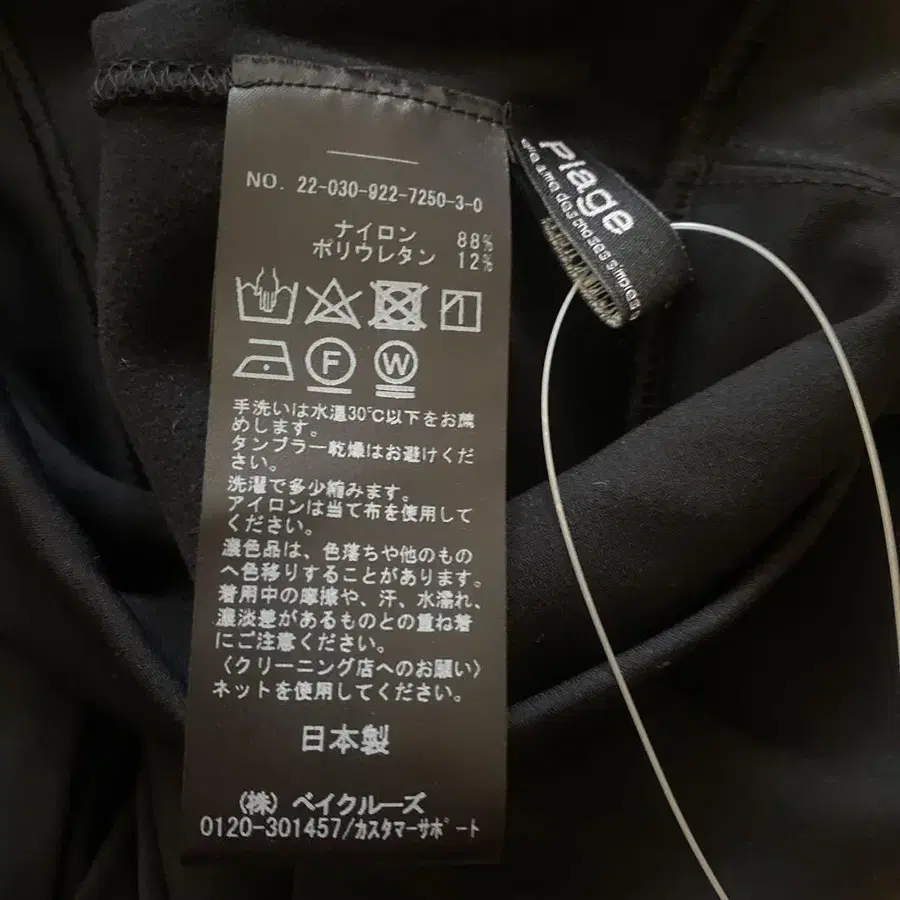 NO. 22-030-922-7250-3-0
ナイロン 88%
ポリウレタン 12%
F
W
手洗いは水温30℃以下をお薦
めします。
タンブラー乾燥はお避けくだ
さい。
洗濯で多少縮みます。
アイロンは当て布を使用して
ください。
濃色品は、色落ちや他のもの
へ色移りすることがあります。
着用中の摩擦や、汗、水濡れ、
濃淡差があるものとの重ね着
にご注意ください。
〈クリーニング店へのお願い〉
ネットを使用してください。
日本製
(株) ベイクルーズ
0120-301457/カスタマーサポート
Plage